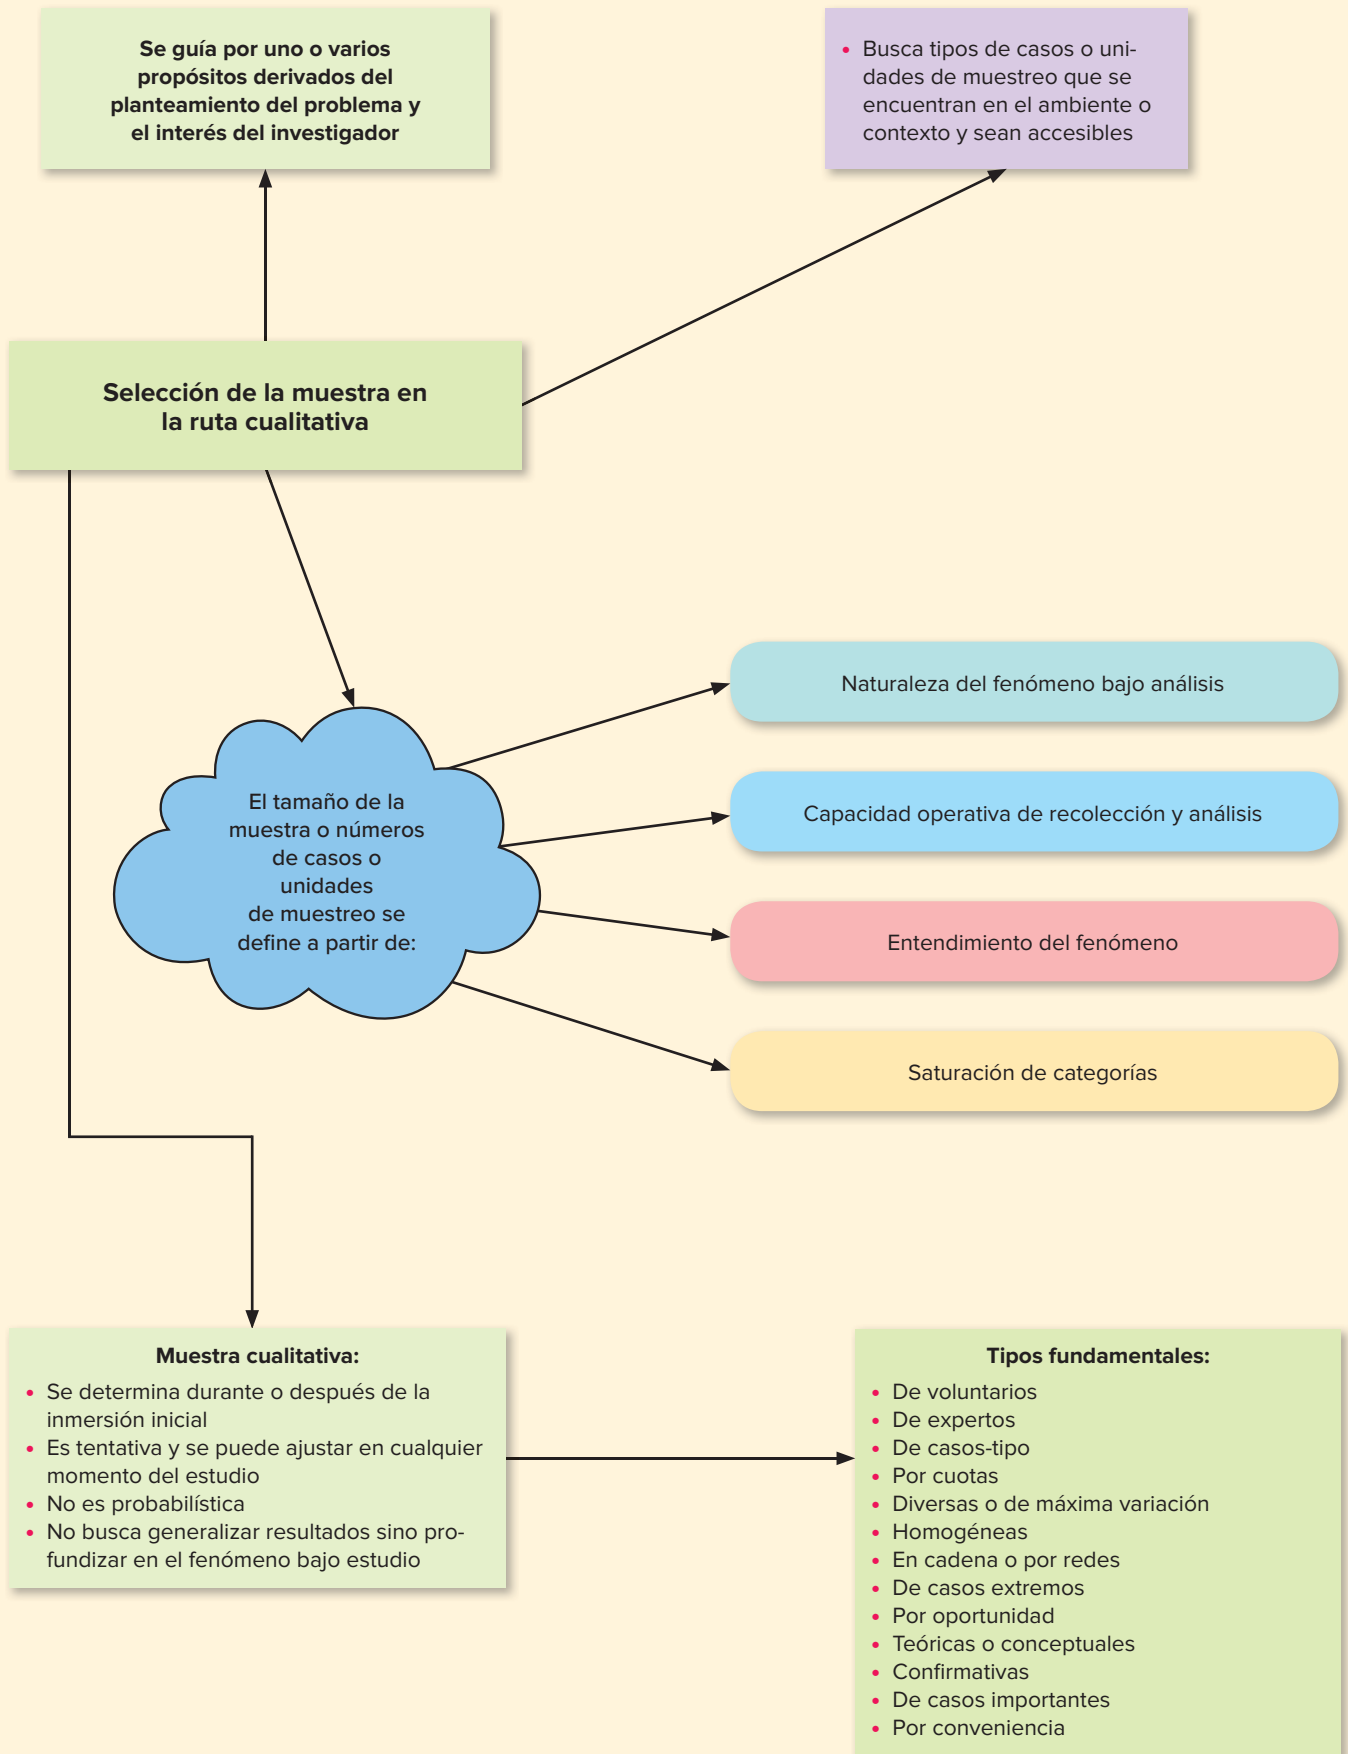 Se guía por uno o varios
propósitos derivados del
planteamiento del problema y
el interés del investigador
• Busca tipos de casos o uni-
dades de muestreo que se
encuentran en el ambiente o
contexto y sean accesibles
Selección de la muestra en
la ruta cualitativa
El tamaño de la
muestra o números
de casos o
unidades
de muestreo se
define a partir de:
Naturaleza del fenómeno bajo análisis
Capacidad operativa de recolección y análisis
Entendimiento del fenómeno
Saturación de categorías
Muestra cualitativa:
• Se determina durante o después de la
inmersión inicial
• Es tentativa y se puede ajustar en cualquier
momento del estudio
• No es probabilística
• No busca generalizar resultados sino pro-
fundizar en el fenómeno bajo estudio
Tipos fundamentales:
• De voluntarios
• De expertos
• De casos-tipo
• Por cuotas
• Diversas o de máxima variación
• Homogéneas
• En cadena o por redes
• De casos extremos
• Por oportunidad
• Teóricas o conceptuales
• Confirmativas
• De casos importantes
• Por conveniencia